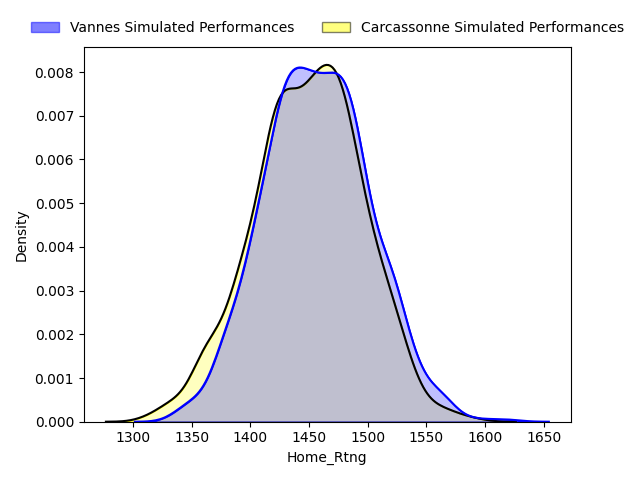 Vannes Simulated Performances Carcassonne Simulated Performances
0.008
0.007
0.006
0.005
0.004
0.003
0.002
0.001
0.000
Density
1300 1350 1400 1450 1500 1550 1600 1650
Home_Rtng